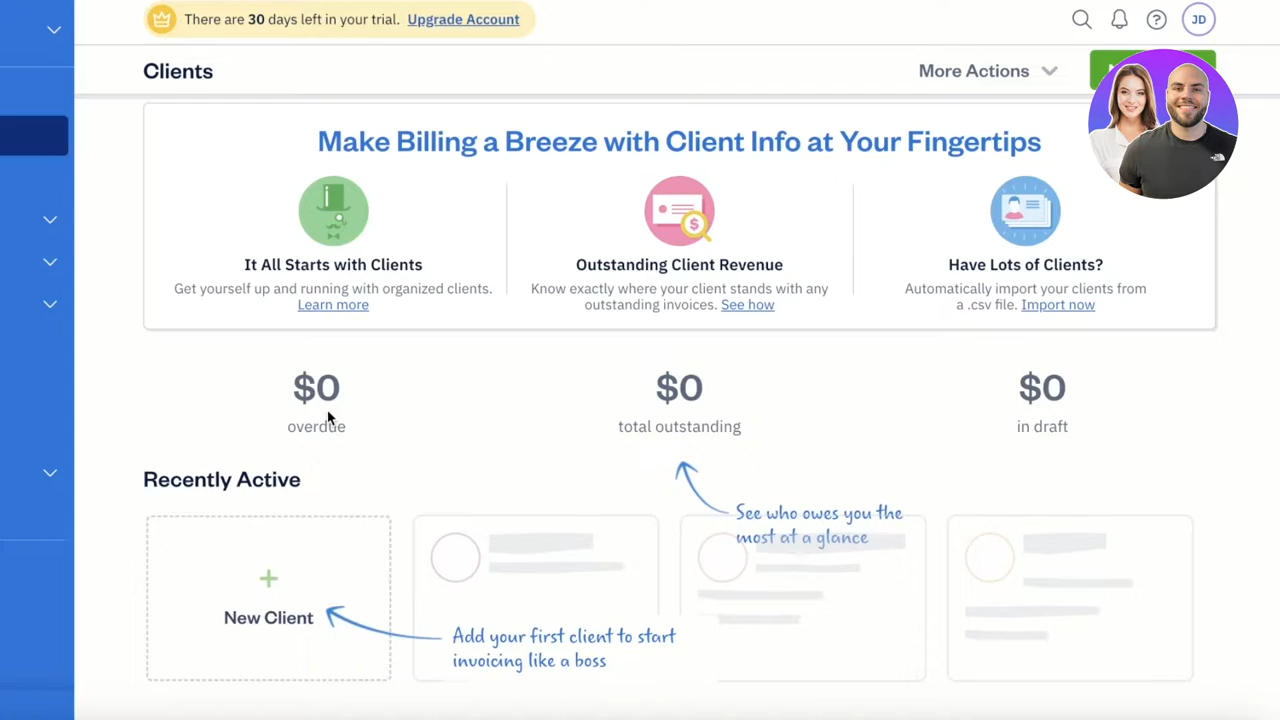 There are 30 days left in your trial. Upgrade Account
JD
Clients
More Actions
Make Billing a Breeze with Client Info at Your Fingertips
It All Starts with Clients
Get yourself up and running with organized clients.
Learn more
Outstanding Client Revenue
Know exactly where your client stands with any
outstanding invoices. See how
Have Lots of Clients?
Automatically import your clients from
a .csv file. Import now
$0
overdue
$0
total outstanding
$0
in draft
Recently Active
See who owes you the
most at a glance
New Client
Add your first client to start
invoicing like a boss